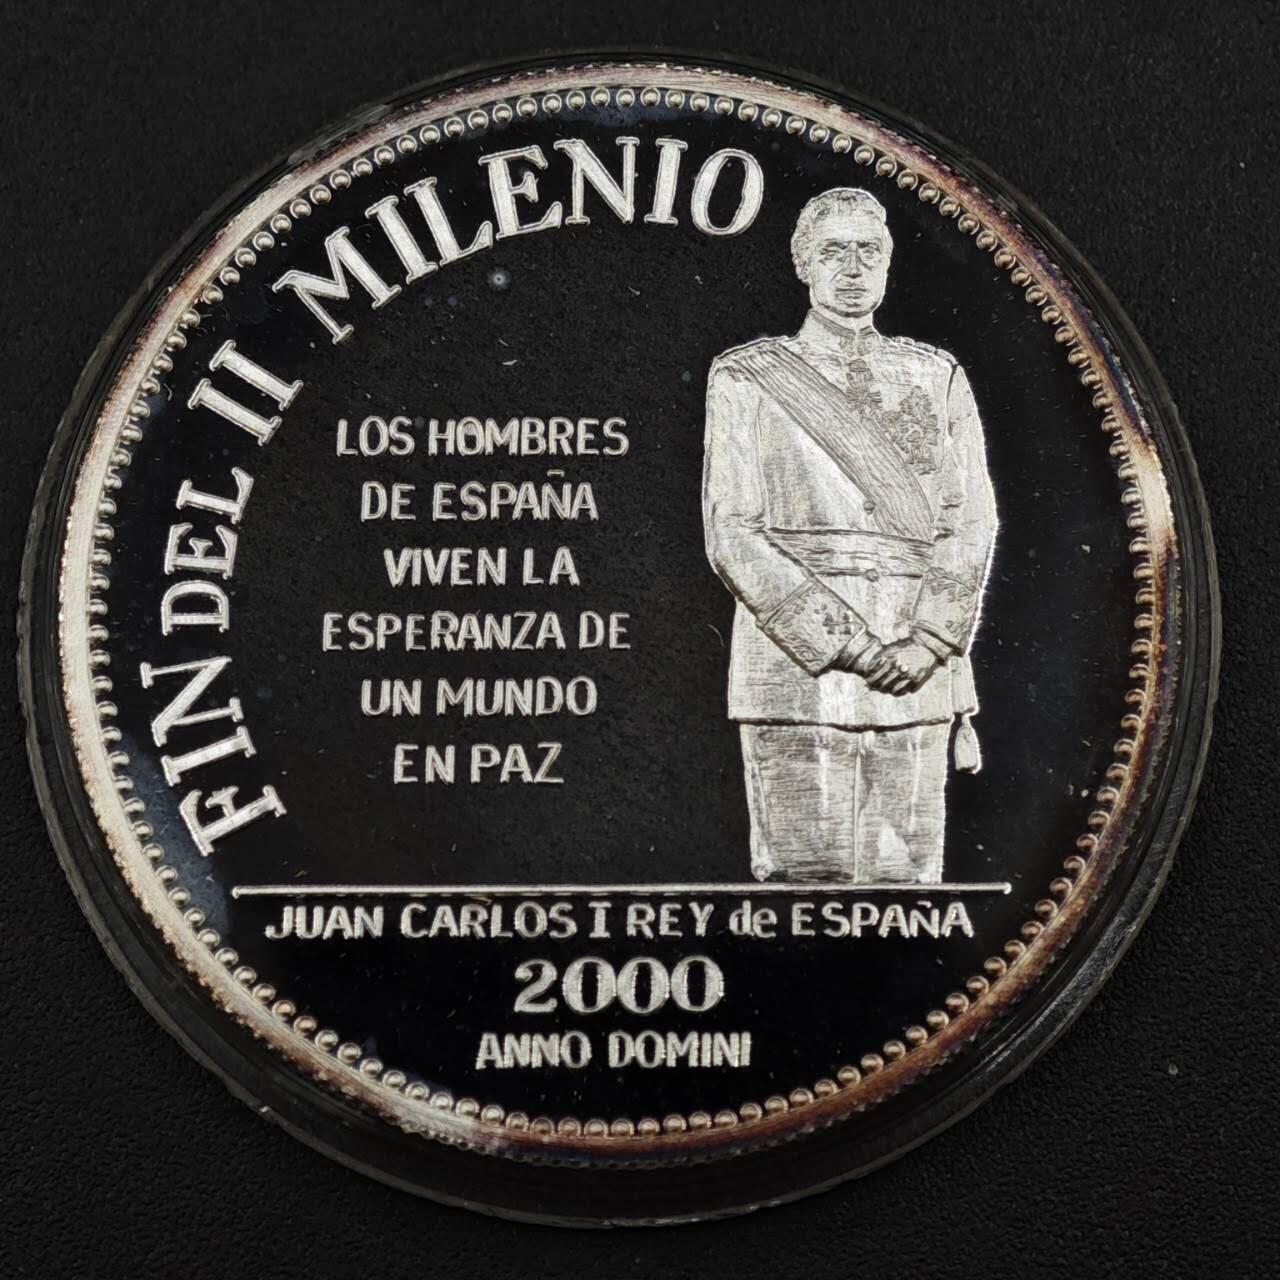 FIN DEL II MILENIO
LOS HOMBRES
DE ESPAÑA
VIVEN LA
ESPERANZA DE
UN MUNDO
EN PAZ
JUAN CARLOS I REY de ESPAÑA
2000
ANNO DOMINI